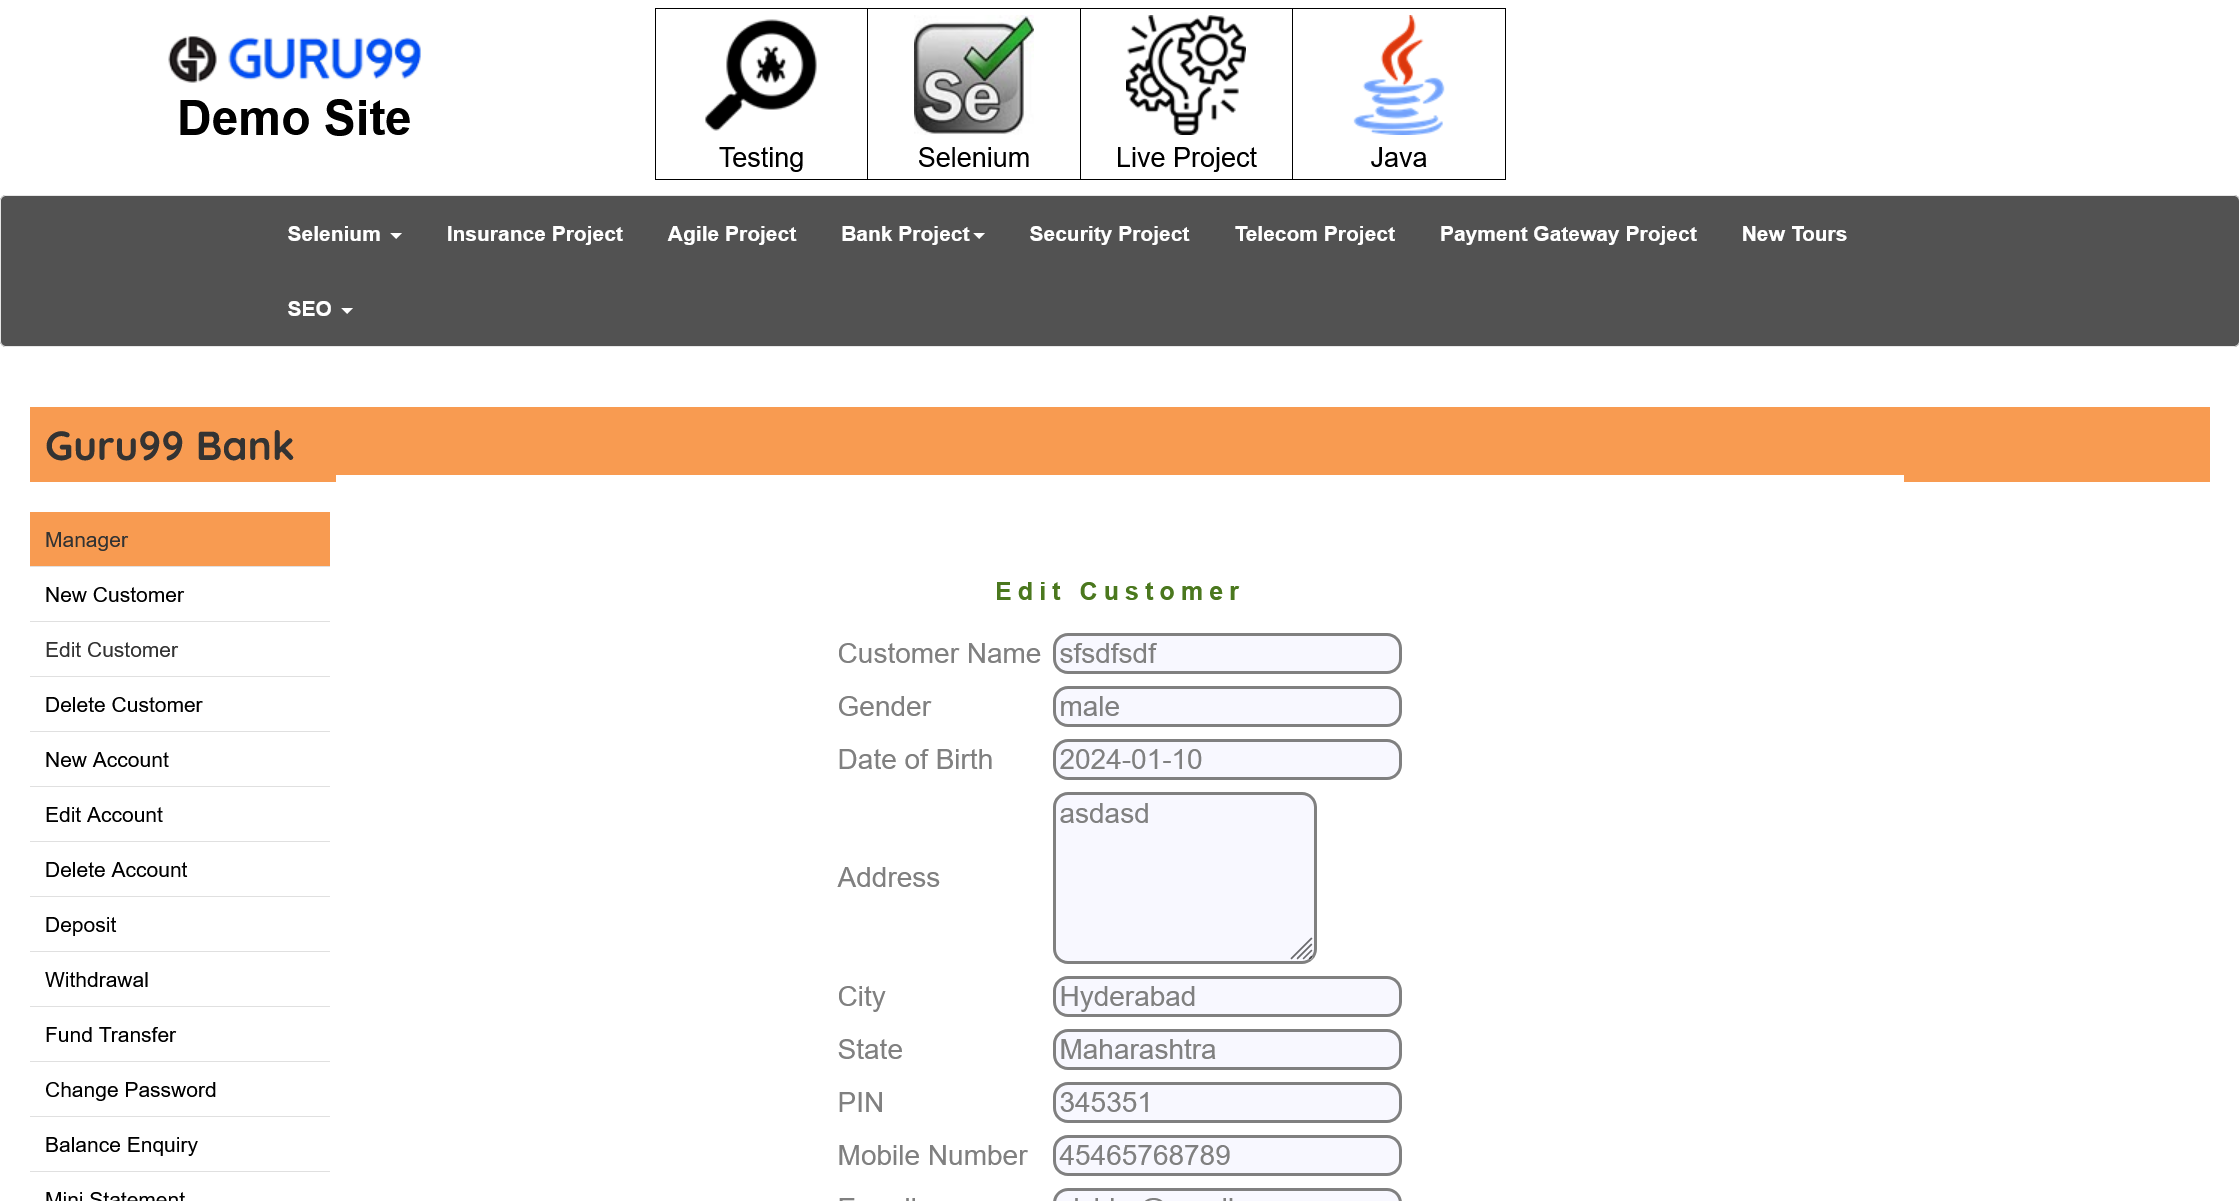 GURU99
Demo Site
Testing
Selenium
Live Project
Java
Selenium
Insurance Project
Agile Project
Bank Project
Security Project
Telecom Project
Payment Gateway Project
New Tours
SEO
Guru99 Bank
Manager
New Customer
Edit Customer
Delete Customer
New Account
Edit Account
Delete Account
Deposit
Withdrawal
Fund Transfer
Change Password
Balance Enquiry
Mini Statement
Edit Customer
Customer Name sfsdfsdf
Gender male
Date of Birth 2024-01-10
Address asdasd
City Hyderabad
State Maharashtra
PIN 345351
Mobile Number 45465768789